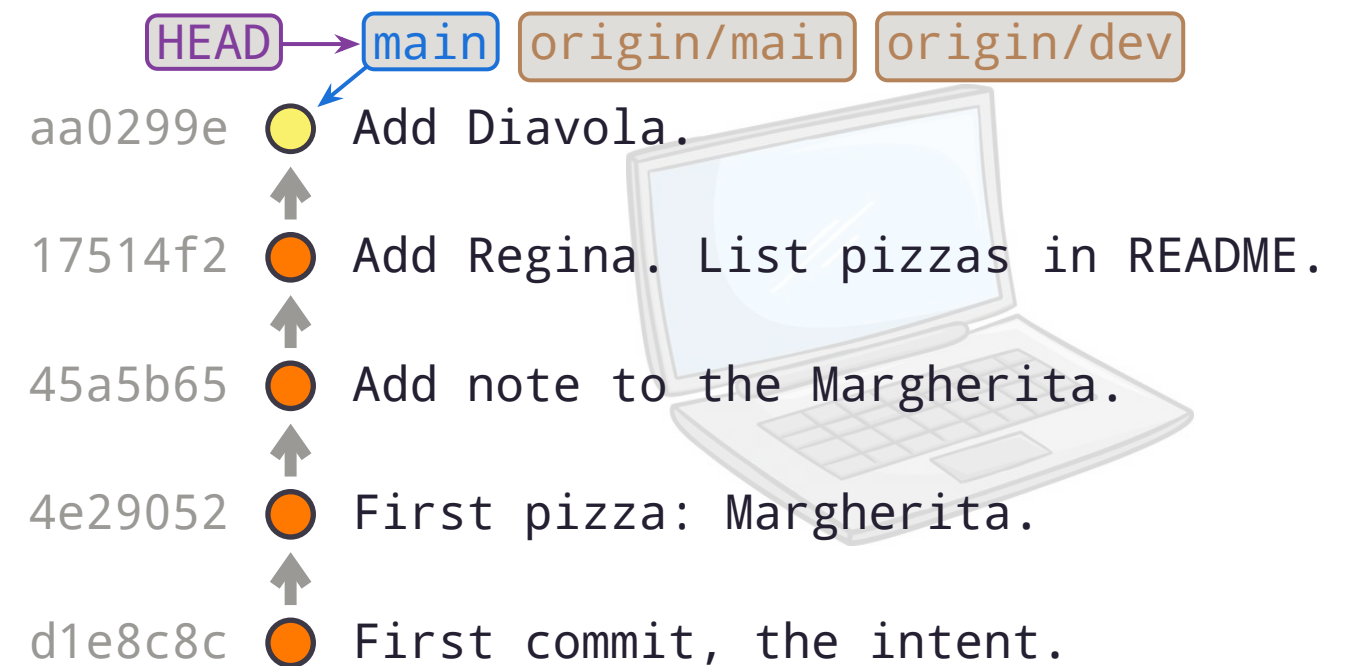 HEAD main origin/main origin/dev
aa0299e Add Diavola.
17514f2 Add Regina. List pizzas in README.
45a5b65 Add note to the Margherita.
4e29052 First pizza: Margherita.
d1e8c8c First commit, the intent.